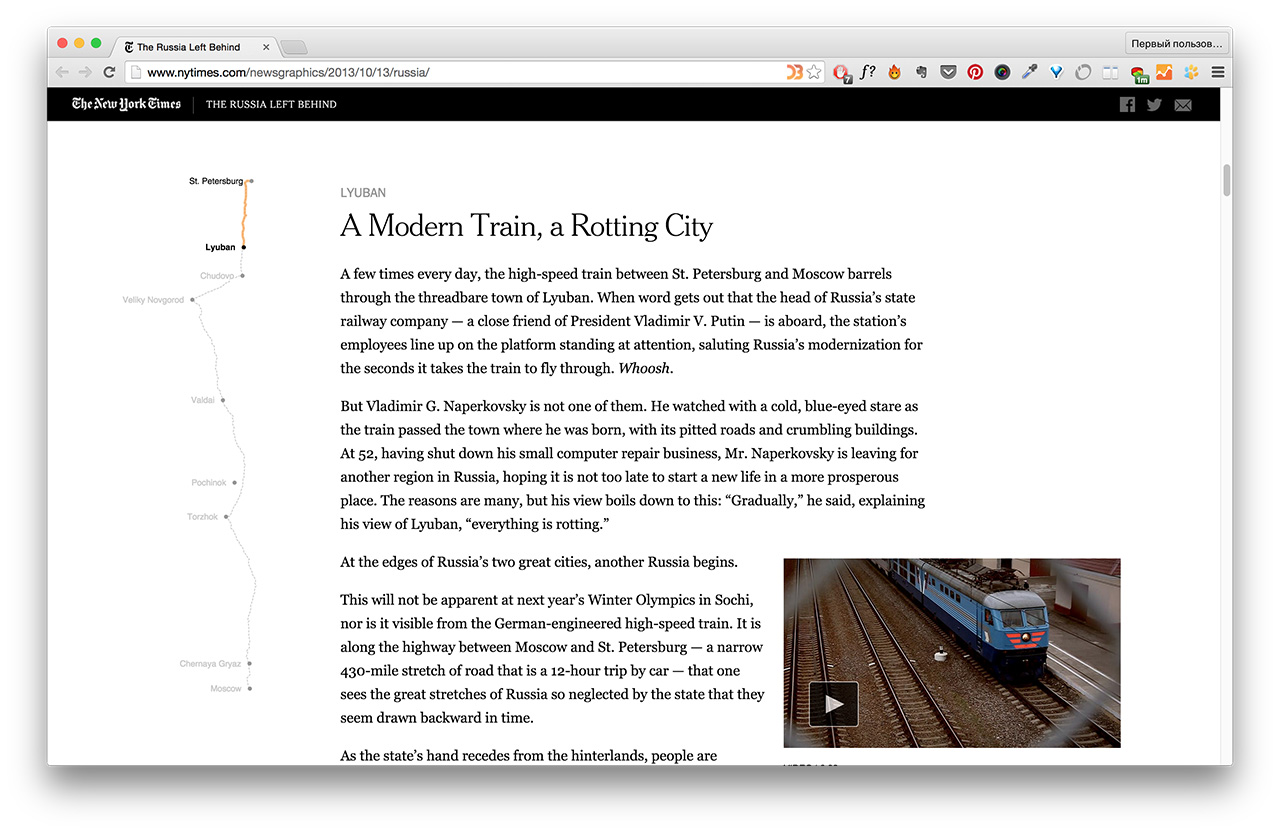 The Russia Left Behind
Первый пользов...
www.nytimes.com/newsgraphics/2013/10/13/russia/
f?
7
1m
The New York Times
THE RUSSIA LEFT BEHIND
St. Petersburg
Lyuban
Chudovo
Veliky Novgorod
Valdai
Pochinok
Torzhok
Chernaya Gryaz
Moscow
LYUBAN
A Modern Train, a Rotting City
A few times every day, the high-speed train between St. Petersburg and Moscow barrels
through the threadbare town of Lyuban. When word gets out that the head of Russia’s state
railway company — a close friend of President Vladimir V. Putin — is aboard, the station’s
employees line up on the platform standing at attention, saluting Russia’s modernization for
the seconds it takes the train to fly through. Whoosh.
But Vladimir G. Naperkovsky is not one of them. He watched with a cold, blue-eyed stare as
the train passed the town where he was born, with its pitted roads and crumbling buildings.
At 52, having shut down his small computer repair business, Mr. Naperkovsky is leaving for
another region in Russia, hoping it is not too late to start a new life in a more prosperous
place. The reasons are many, but his view boils down to this: “Gradually,” he said, explaining
his view of Lyuban, “everything is rotting.”
At the edges of Russia’s two great cities, another Russia begins.
This will not be apparent at next year’s Winter Olympics in Sochi,
nor is it visible from the German-engineered high-speed train. It is
along the highway between Moscow and St. Petersburg — a narrow
430-mile stretch of road that is a 12-hour trip by car — that one
sees the great stretches of Russia so neglected by the state that they
seem drawn backward in time.
As the state’s hand recedes from the hinterlands, people are